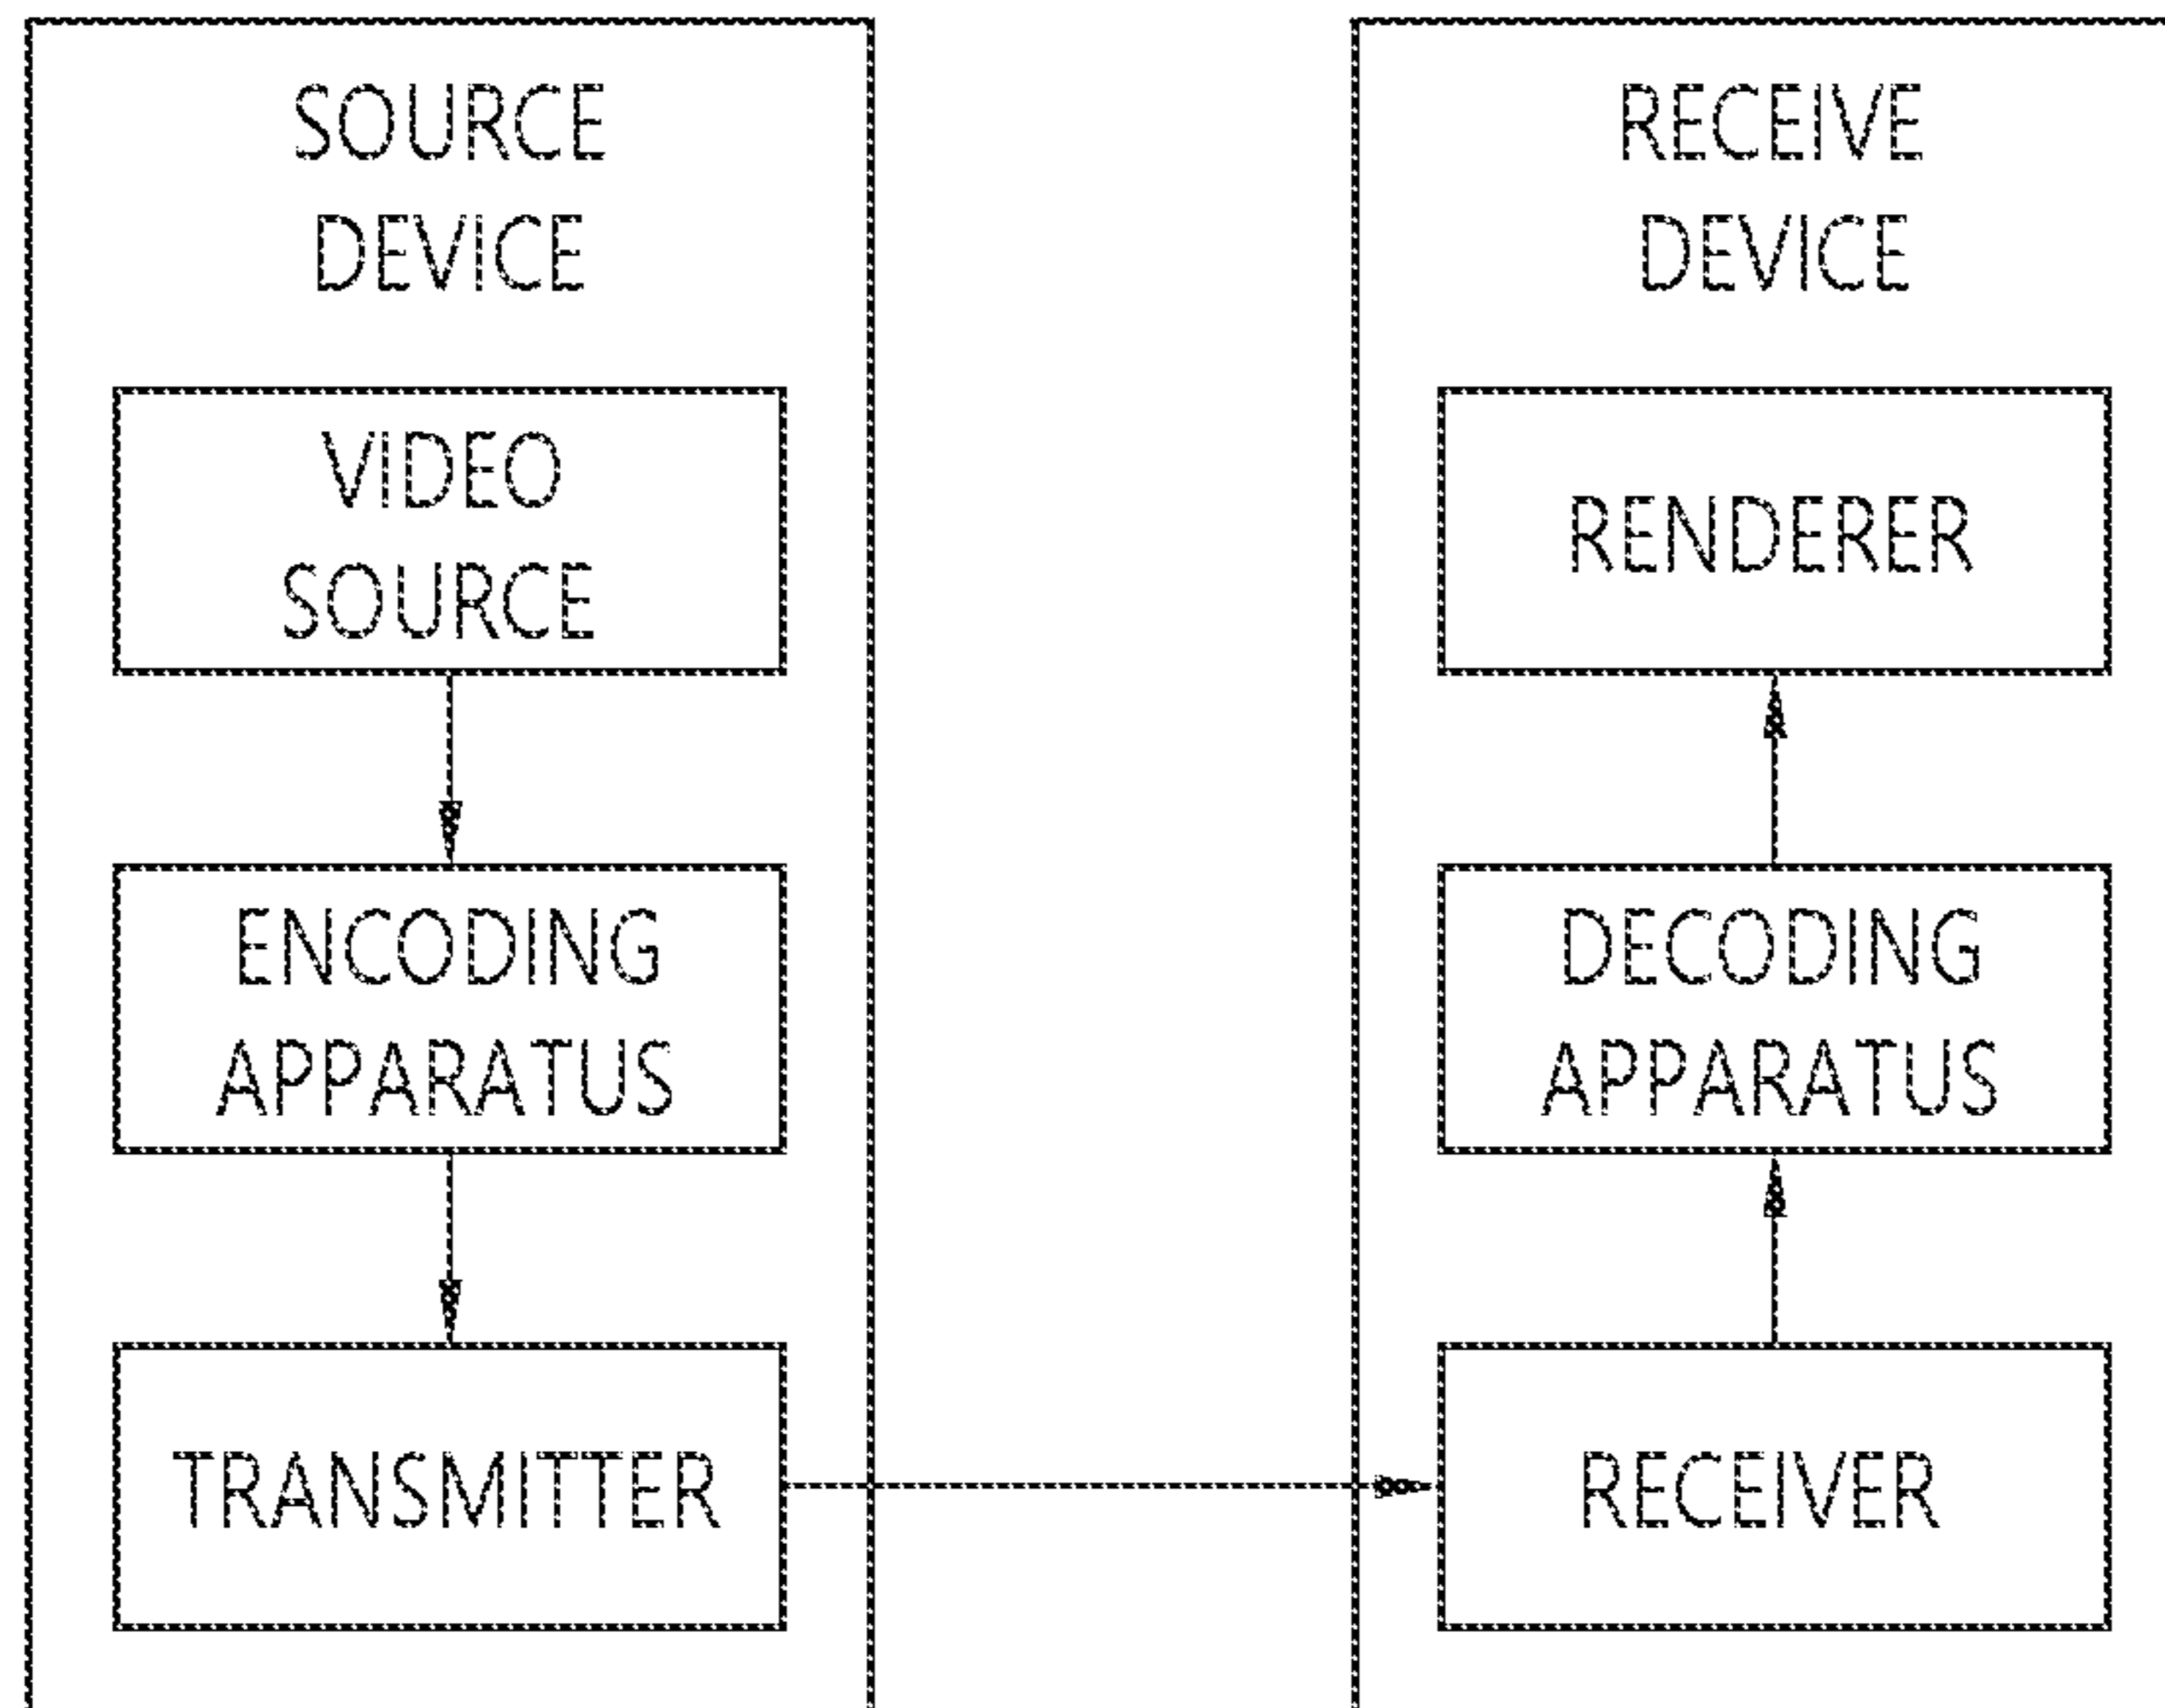 SOURCE
DEVICE
VIDEO
SOURCE
ENCODING
APPARATUS
TRANSMITTER
RECEIVE
DEVICE
RENDERER
DECODING
APPARATUS
RECEIVER